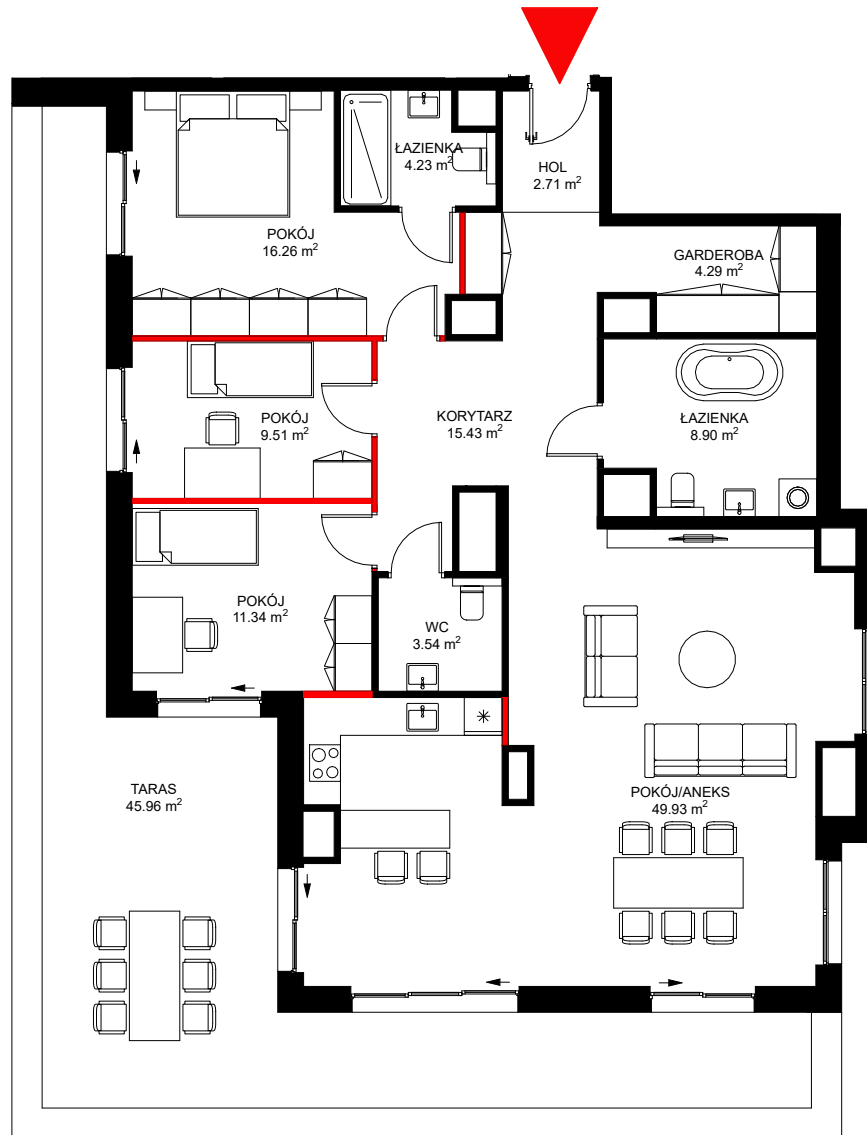 ŁAZIENKA
4.23 m²
HOL
2.71 m²
POKÓJ
16.26 m²
GARDEROBA
4.29 m²
POKÓJ
9.51 m²
KORYTARZ
15.43 m²
ŁAZIENKA
8.90 m²
POKÓJ
11.34 m²
WC
3.54 m²
TARAS
45.96 m²
POKÓJ/ANEKS
49.93 m²